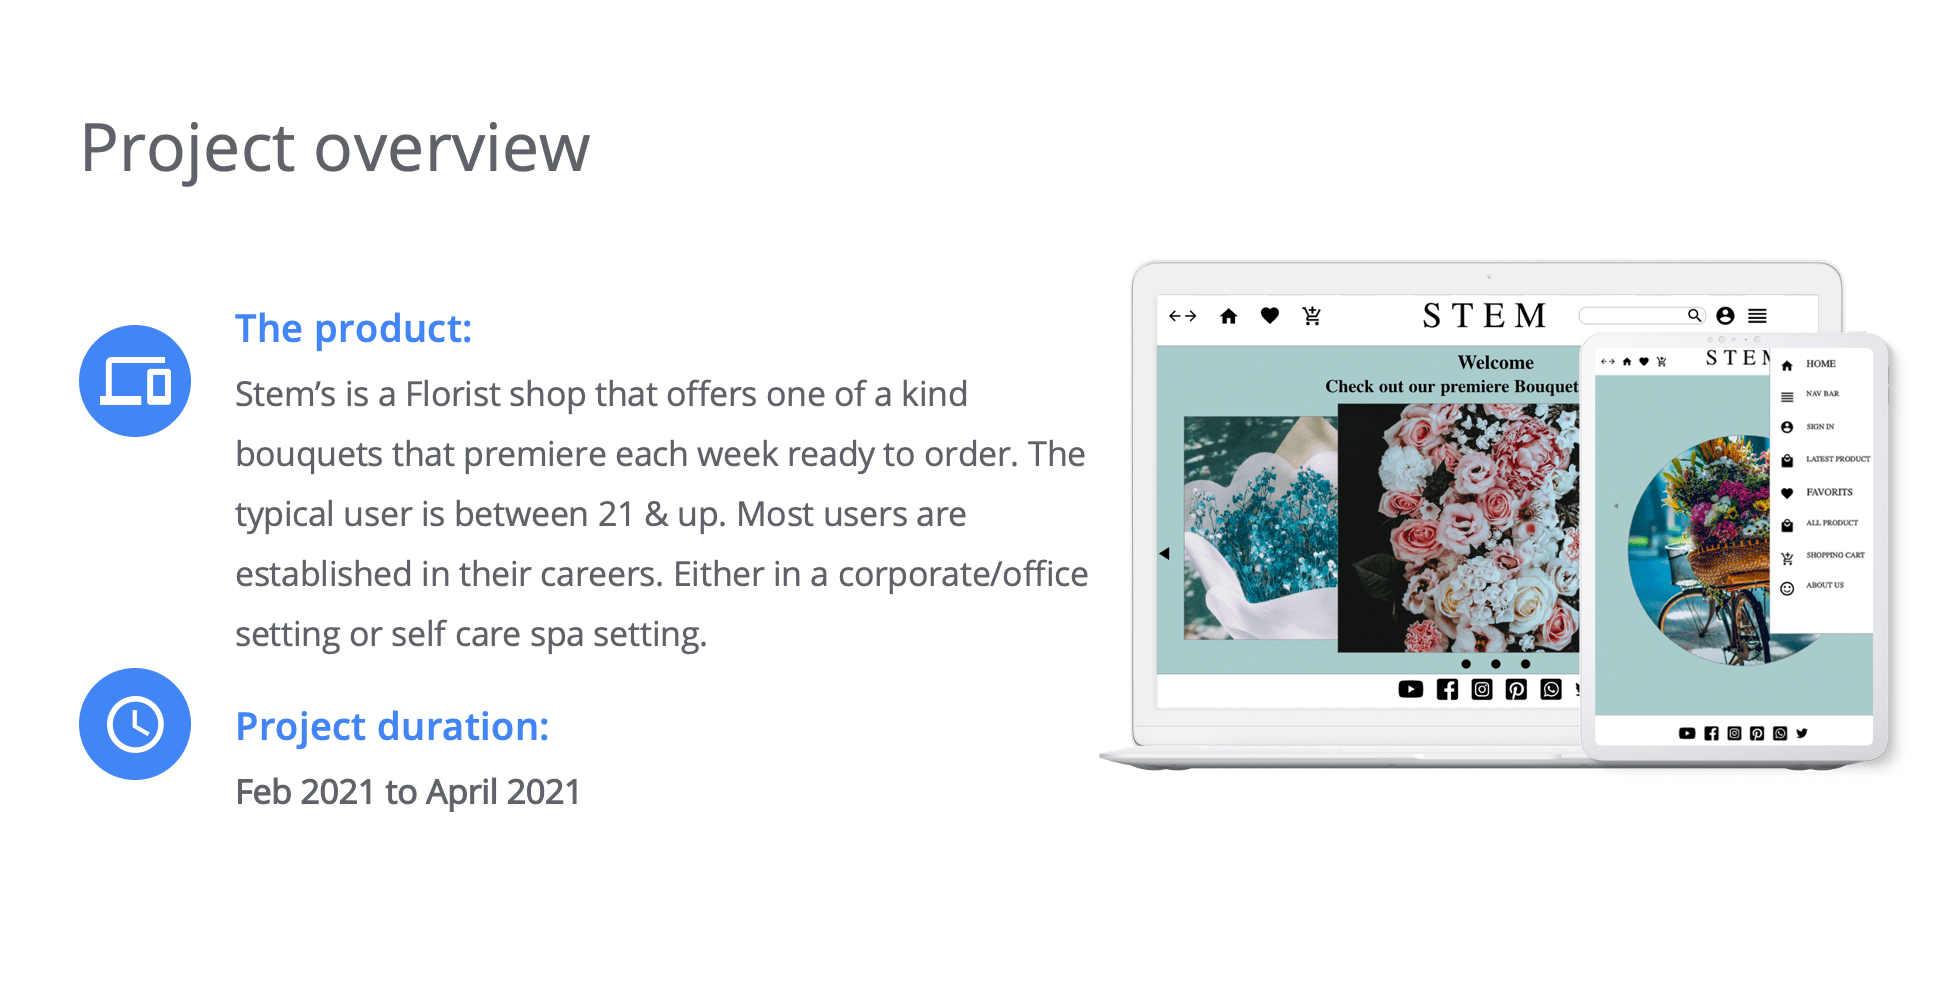 Project overview
The product:
Stem’s is a Florist shop that offers one of a kind
bouquets that premiere each week ready to order. The
typical user is between 21 & up. Most users are
established in their careers. Either in a corporate/office
setting or self care spa setting.
Project duration:
Feb 2021 to April 2021
STEM
Welcome
Check out our premiere Bouquet
STEM
HOME
NAV BAR
SIGN IN
LATEST PRODUCT
FAVORITS
ALL PRODUCT
SHOPPING CART
ABOUT US